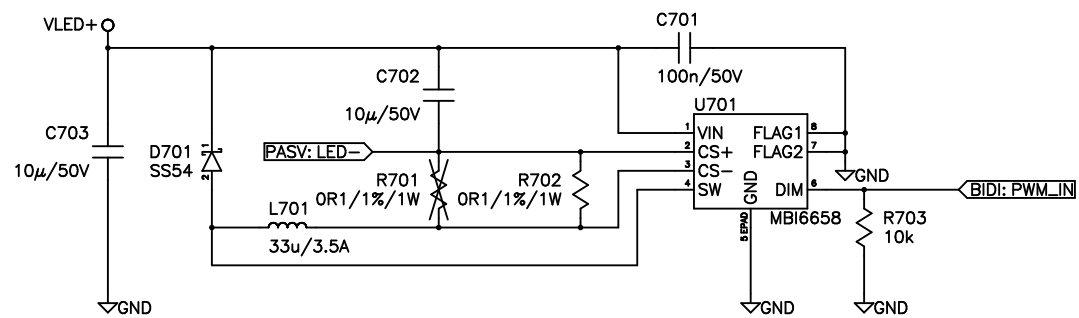 VLED+
C701
100n/50V
C702
10µ/50V
U701
C703
10µ/50V
D701
SS54
1
2
PASV: LED-
R701
0R1/1%/1W
R702
0R1/1%/1W
L701
33u/3.5A
1 VIN
2 CS+
3 CS-
4 SW
FLAG1 8
FLAG2 7
GND
DIM 6
5 EPAD
MBI6658
GND
BIDI: PWM_IN
R703
10k
GND
GND
GND